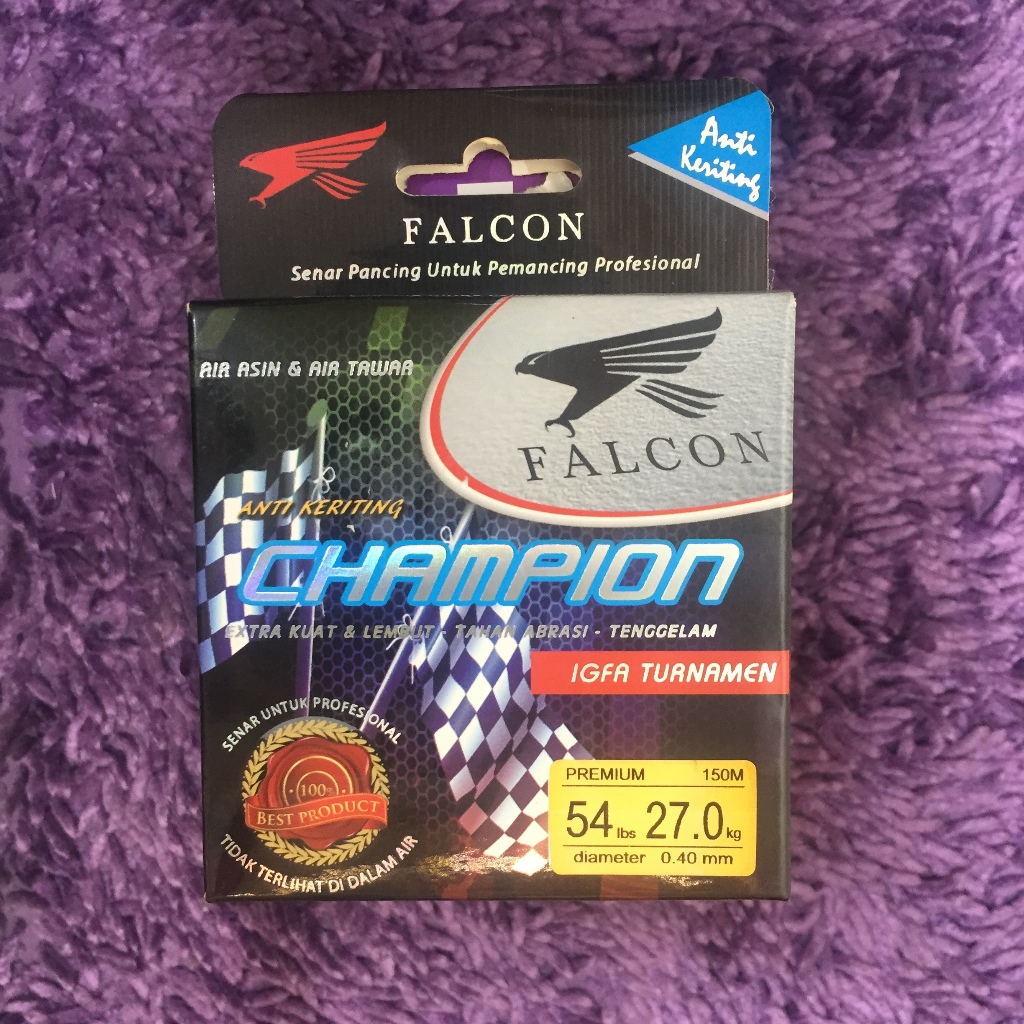 Anti
Keriting
FALCON
Senar Pancing Untuk Pemancing Profesional
AIR ASIN & AIR TAWAR
FALCON
ANTI KERITING
CHAMPION
EXTRA KUAT & LEMBUT - TAHAN ABRASI - TENGGELAM
IGFA TURNAMEN
SENAR UNTUK PROFESIONAL
100%
BEST PRODUCT
TIDAK TERLIHAT DI DALAM AIR
PREMIUM 150M
54 lbs 27.0 kg
diameter 0.40 mm